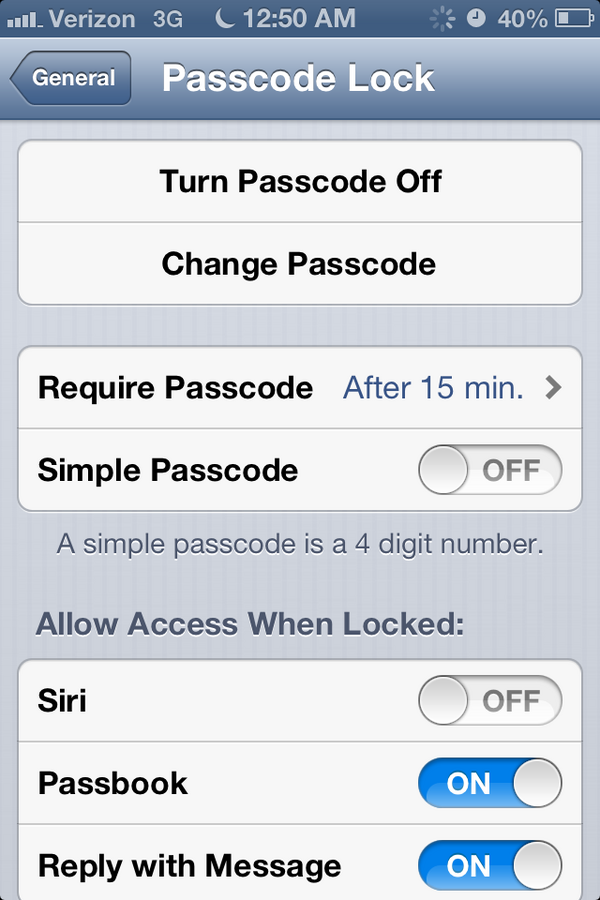 Verizon 3G 12:50 AM 40%
General Passcode Lock
Turn Passcode Off
Change Passcode
Require Passcode After 15 min.
Simple Passcode OFF
A simple passcode is a 4 digit number.
Allow Access When Locked:
Siri OFF
Passbook ON
Reply with Message ON